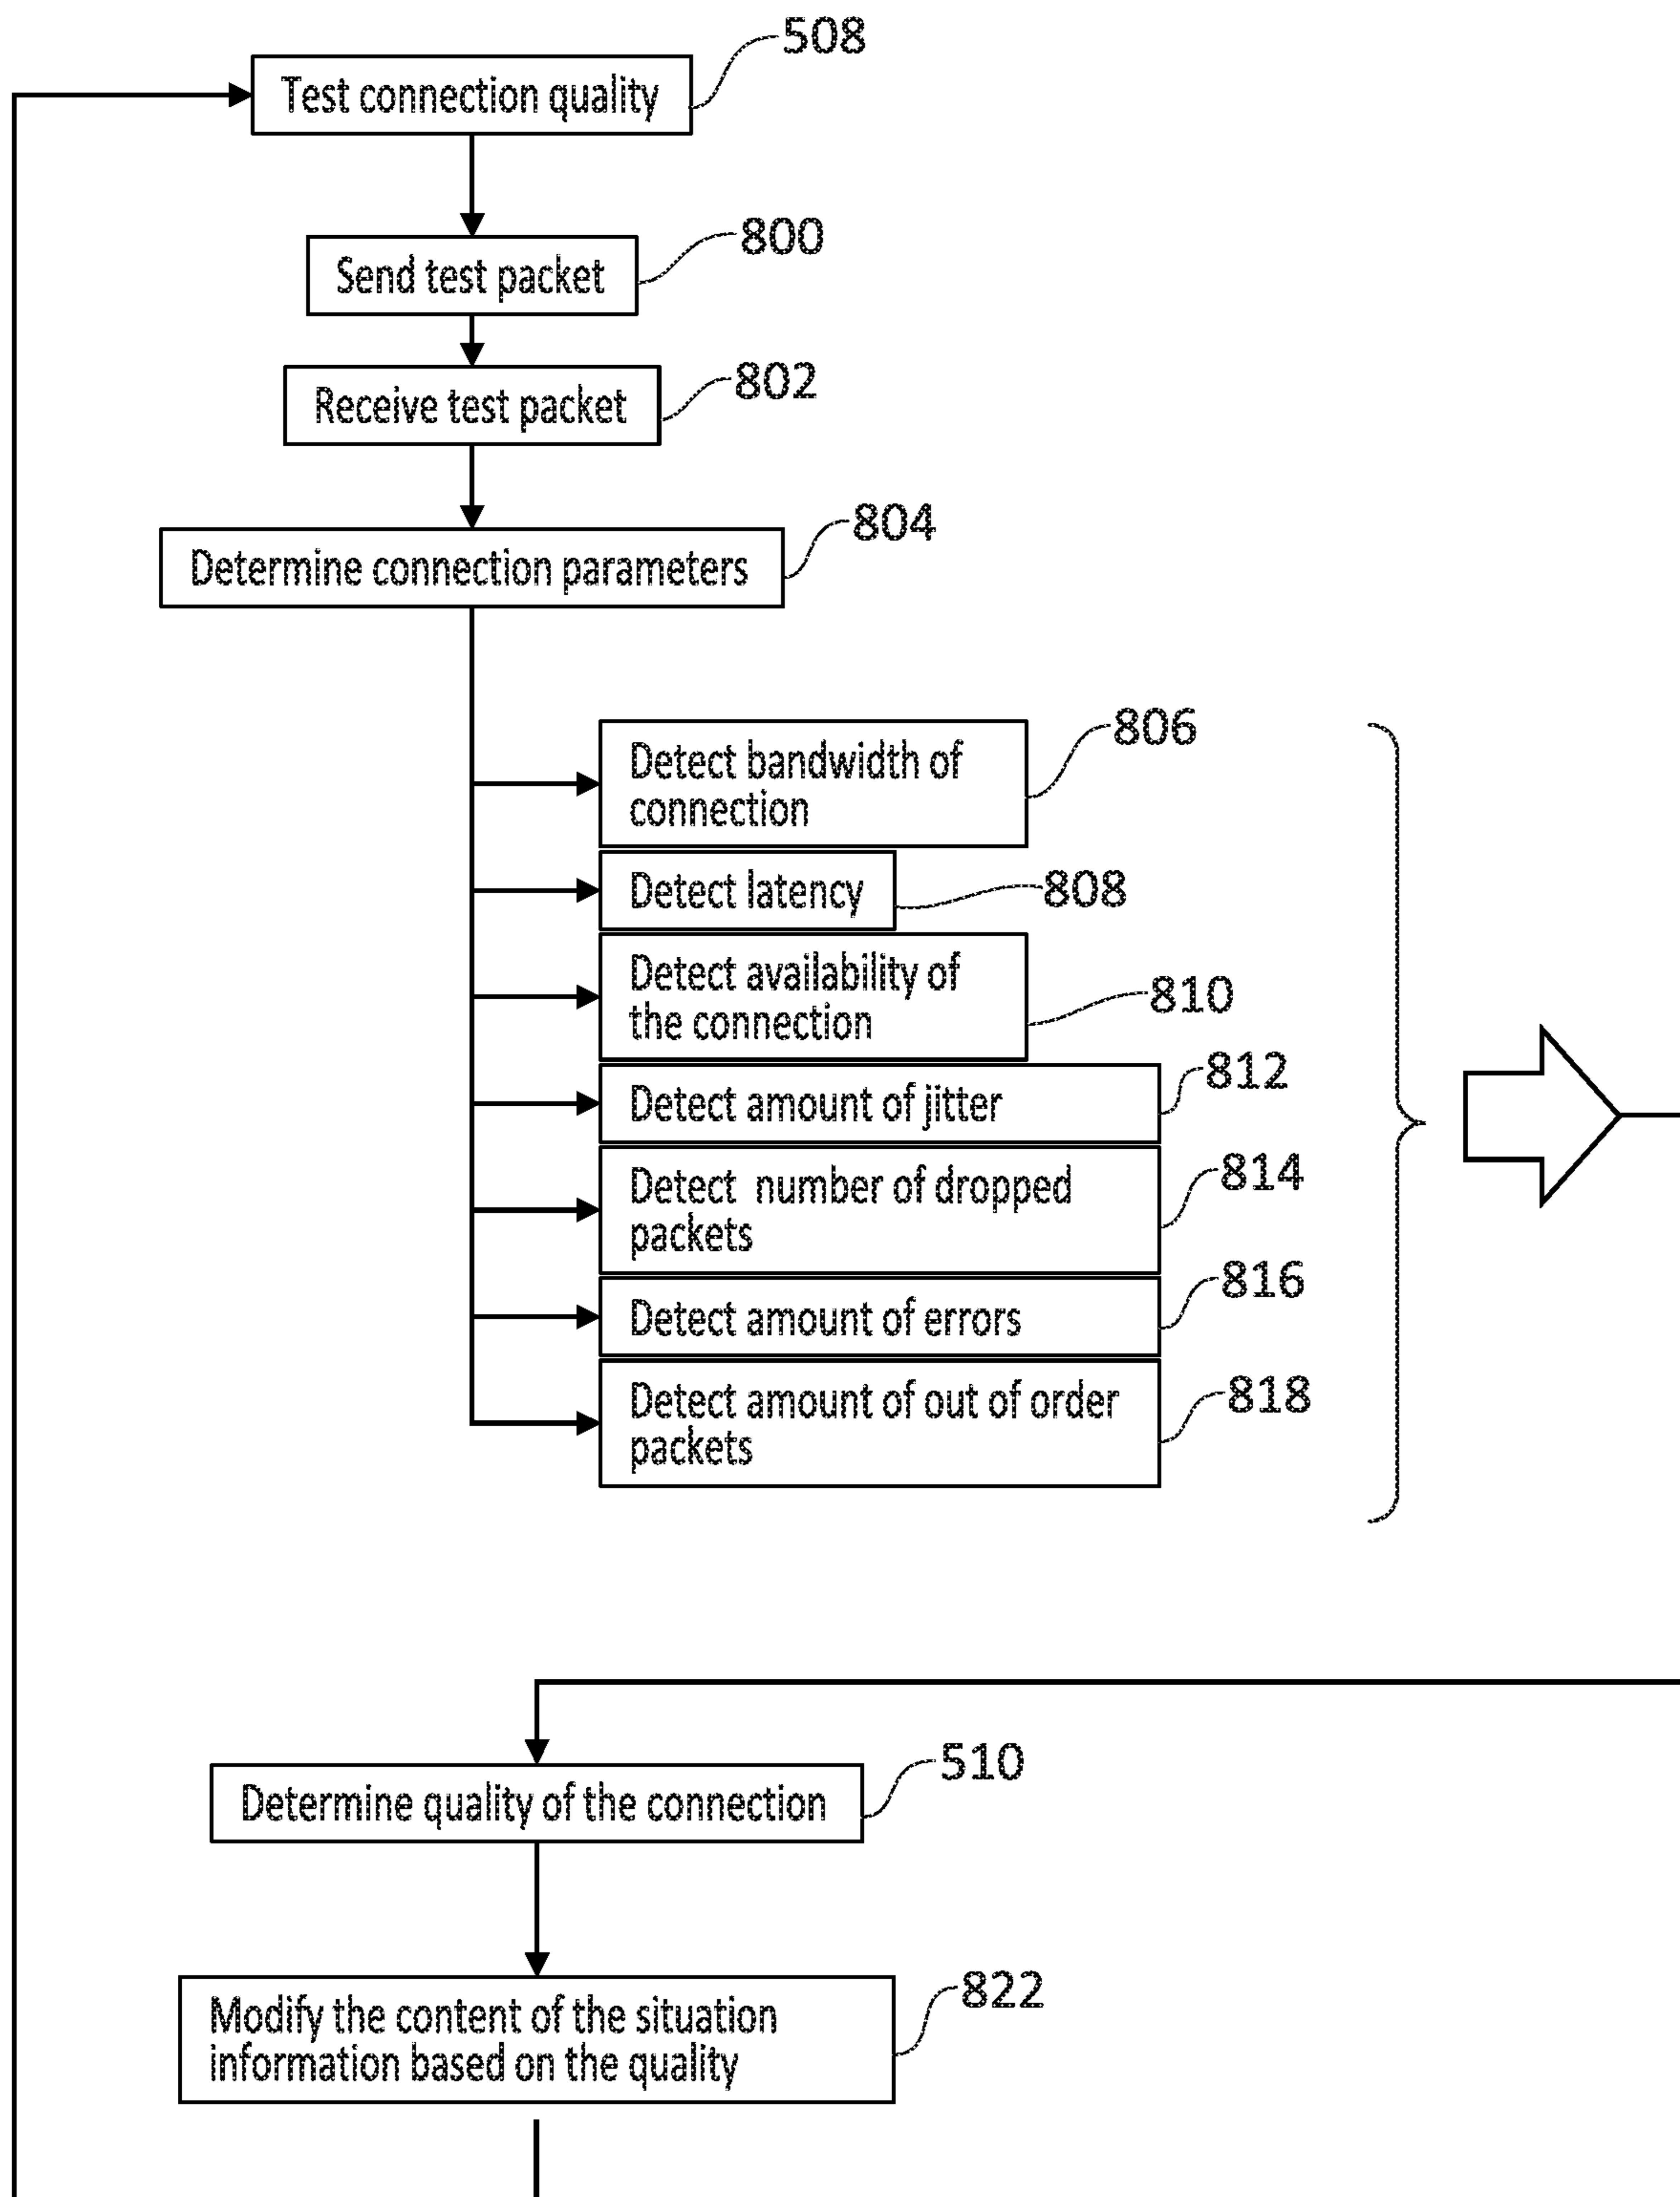 508
Test connection quality
800
Send test packet
802
Receive test packet
804
Determine connection parameters
806
Detect bandwidth of
connection
Detect latency
808
Detect availability of
the connection
810
812
Detect amount of jitter
814
Detect number of dropped
packets
816
Detect amount of errors
818
Detect amount of out of order
packets
510
Determine quality of the connection
822
Modify the content of the situation
information based on the quality